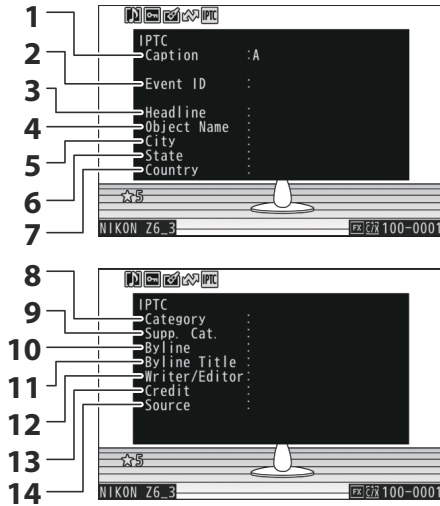 IPTC
1
IPTC
Caption :A
2
Event ID :
3
Headline :
4
Object Name :
5
City :
6
State :
7
Country :
☆5
NIKON Z6_3 FX 100-0001
IPTC
8
IPTC
Category :
9
Supp. Cat. :
10
Byline :
11
Byline Title :
12
Writer/Editor:
13
Credit :
14
Source :
☆5
NIKON Z6_3 FX 100-0001